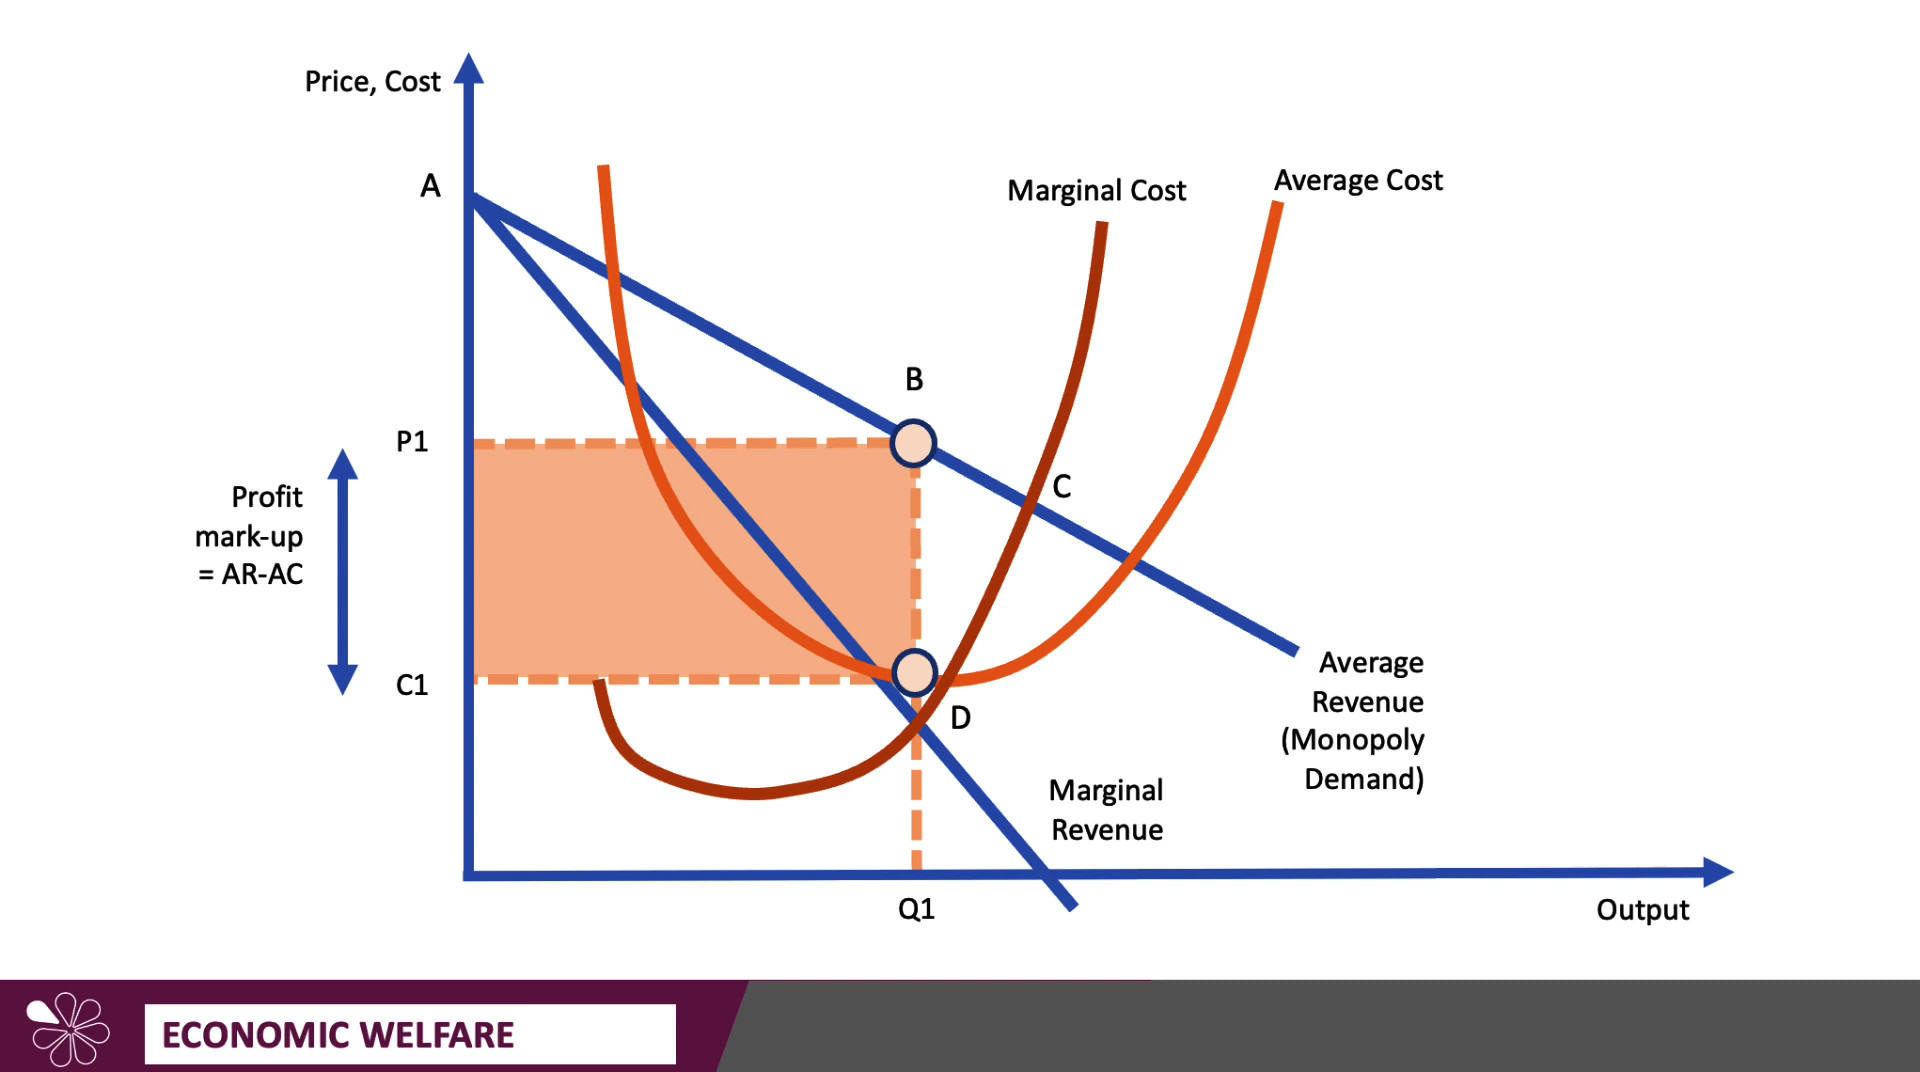 Price, Cost
A
Marginal Cost
Average Cost
B
P1
C
Profit
mark-up
= AR-AC
C1
D
Average
Revenue
(Monopoly
Demand)
Marginal
Revenue
Q1
Output
ECONOMIC WELFARE